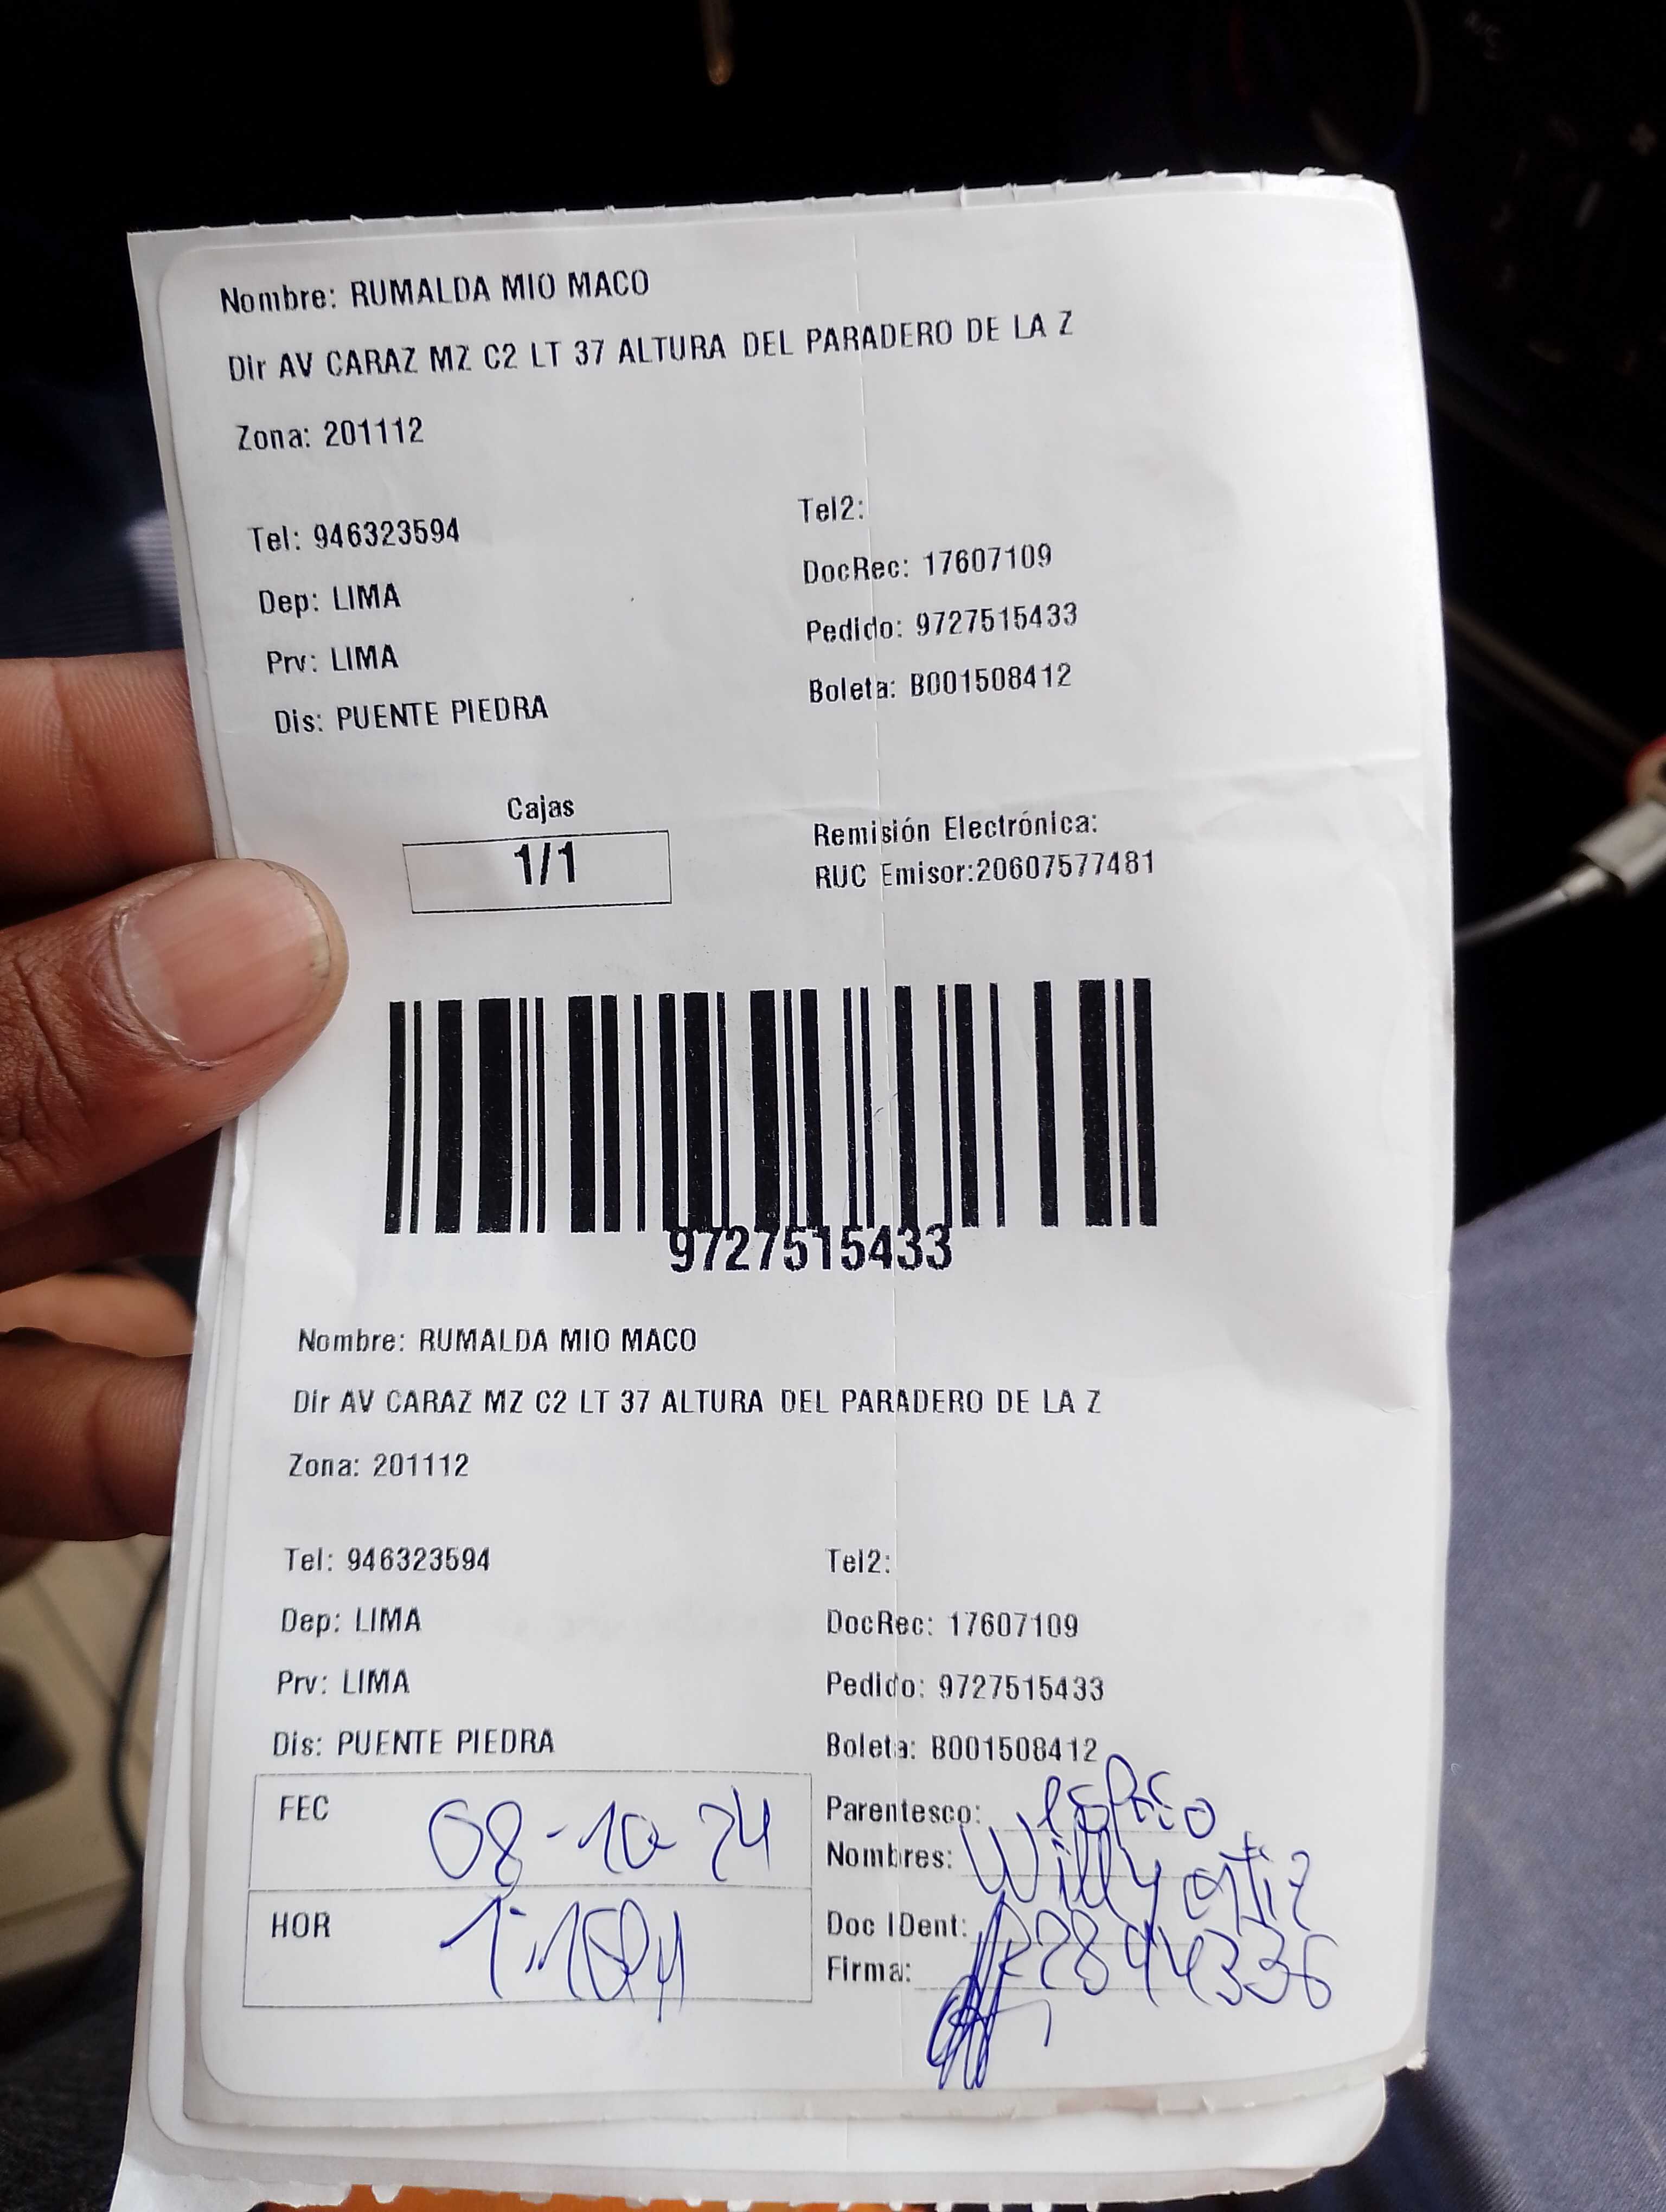 Nombre: RUMALDA MIO MACO
Dir AV CARAZ MZ C2 LT 37 ALTURA DEL PARADERO DE LA Z
Zona: 201112
Tel: 946323594
Tel2:
Dep: LIMA
DocRec: 17607109
Prv: LIMA
Pedido: 9727515433
Dis: PUENTE PIEDRA
Boleta: B001508412
Cajas
1/1
Remisión Electrónica:
RUC Emisor:20607577481
9727515433
Nombre: RUMALDA MIO MACO
Dir AV CARAZ MZ C2 LT 37 ALTURA DEL PARADERO DE LA Z
Zona: 201112
Tel: 946323594
Tel2:
Dep: LIMA
DocRec: 17607109
Prv: LIMA
Pedido: 9727515433
Dis: PUENTE PIEDRA
Boleta: B001508412
FEC 08-10-24
Parentesco:
Nombres: Willy ortiz
HOR
Doc IDent:
Firma: